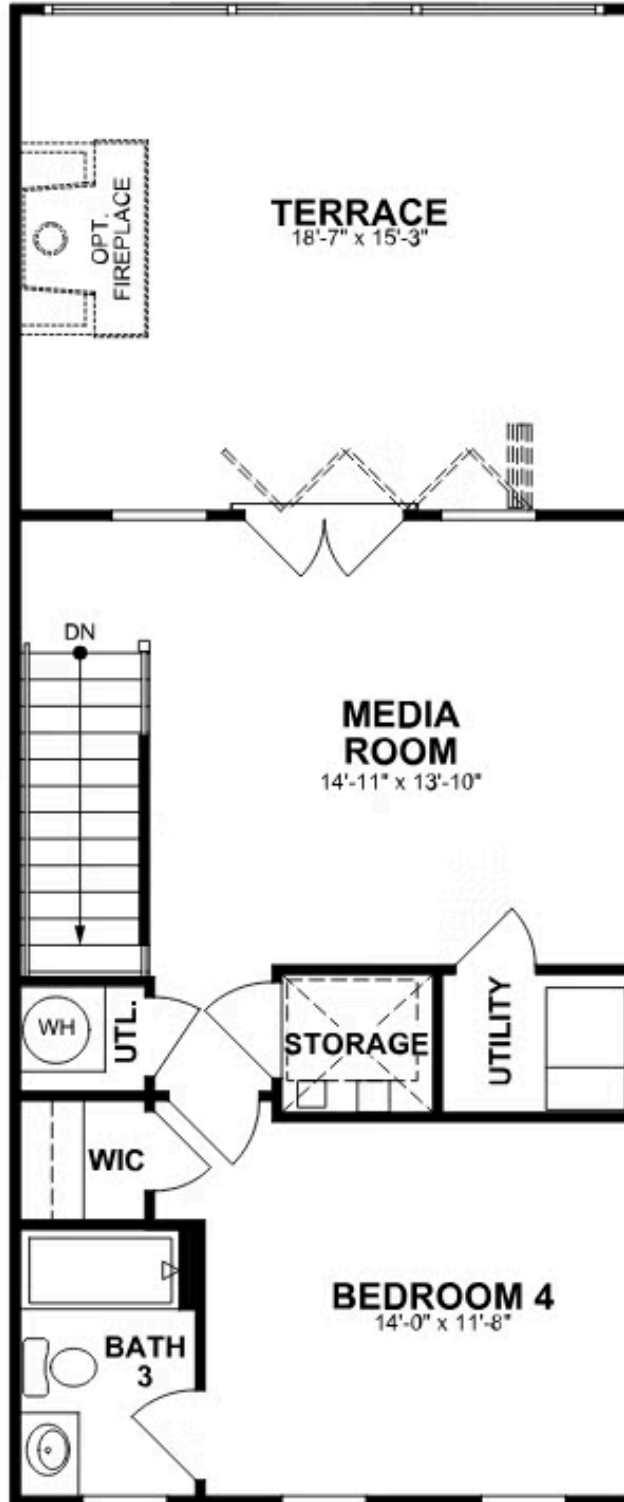 TERRACE
18'-7" x 15'-3"
OPT.
FIREPLACE
DN
MEDIA
ROOM
14'-11" x 13'-10"
WH
UTL.
STORAGE
UTILITY
WIC
BEDROOM 4
14'-0" x 11'-8"
BATH
3